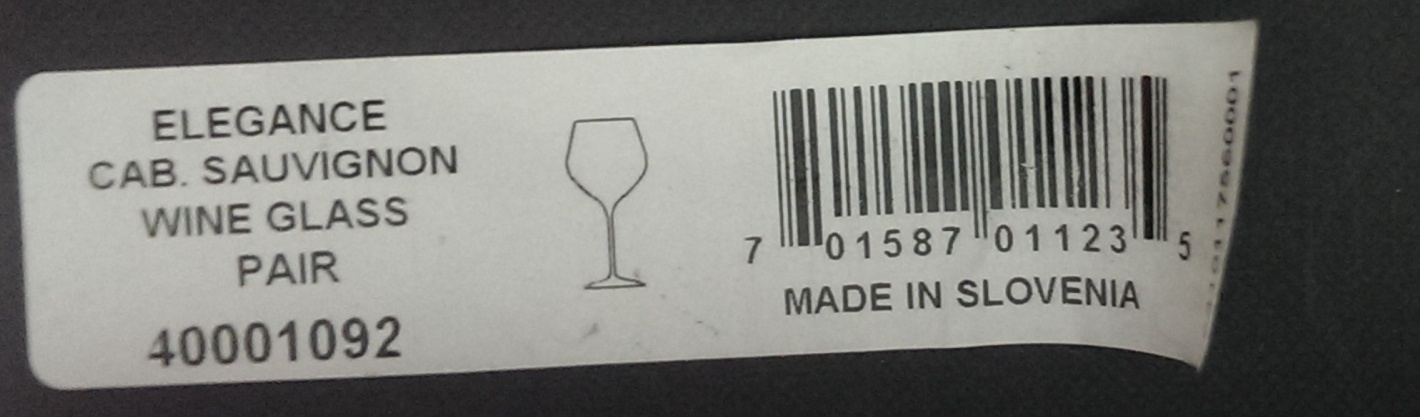 ELEGANCE
CAB. SAUVIGNON
WINE GLASS
PAIR
40001092
7 01587 01123 5
MADE IN SLOVENIA